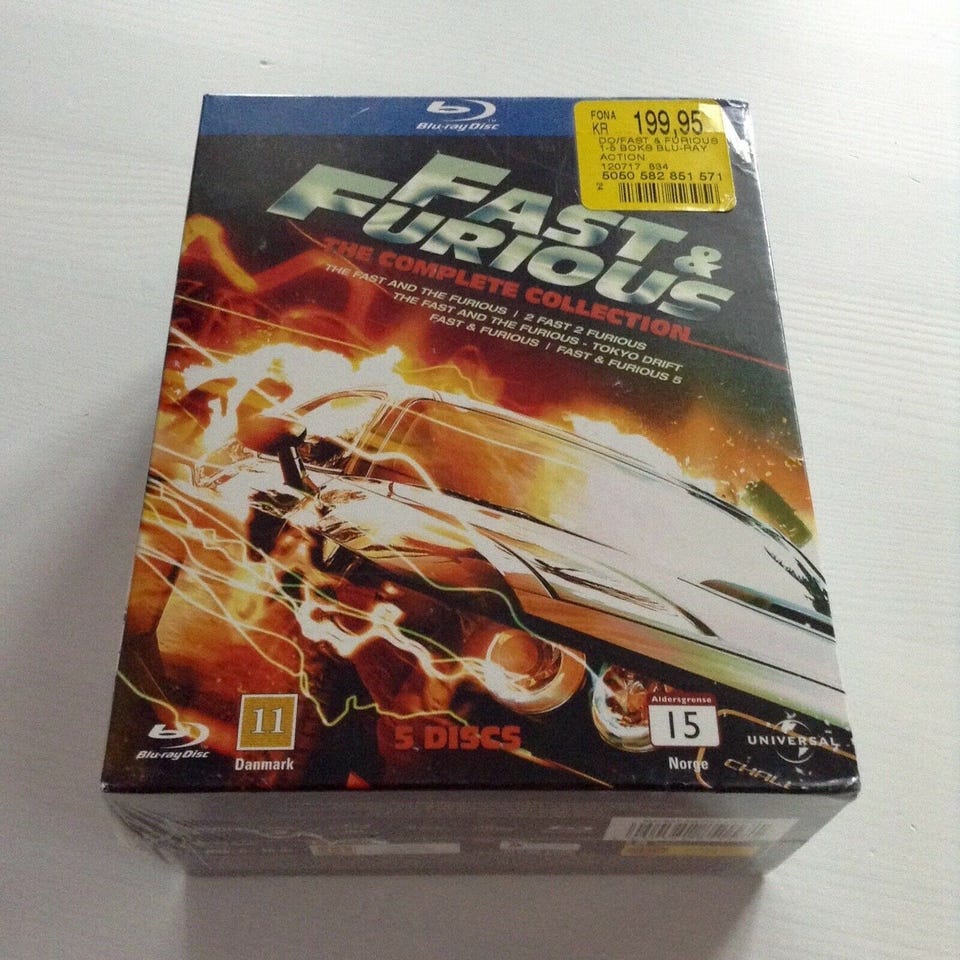 Blu-ray Disc
FONA
KR 199,95
DO/FAST & FURIOUS
1-5 BOKS BLU-RAY
ACTION
120717 834
5050 582 851 571
2
FAST &
FURIOUS
THE COMPLETE COLLECTION
THE FAST AND THE FURIOUS / 2 FAST 2 FURIOUS
THE FAST AND THE FURIOUS - TOKYO DRIFT
FAST & FURIOUS / FAST & FURIOUS 5
Blu-ray Disc
11
Danmark
5 DISCS
Aldersgrense
15
Norge
UNIVERSAL